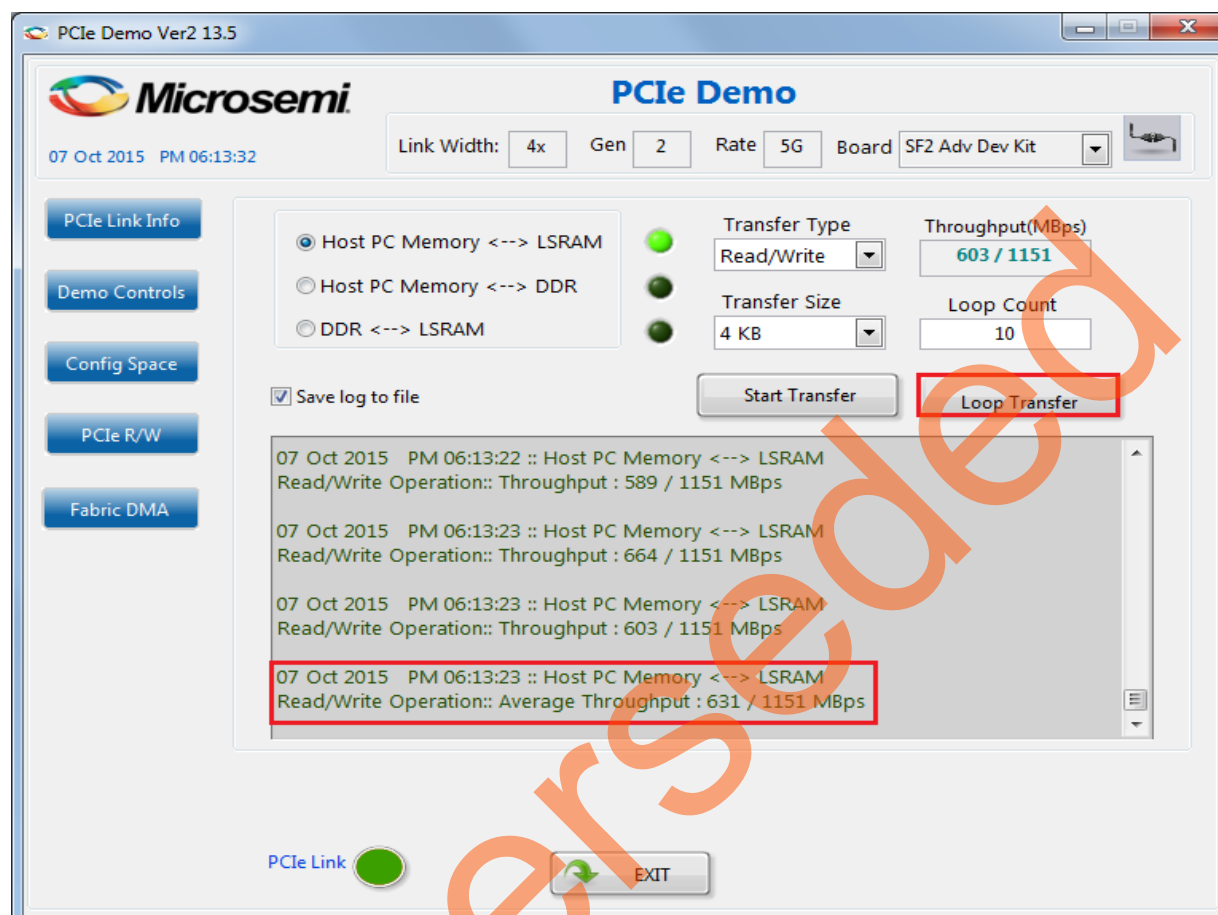 PCIe Demo Ver2 13.5
Microsemi.
PCIe Demo
07 Oct 2015 PM 06:13:32
Link Width: 4x Gen 2 Rate 5G Board SF2 Adv Dev Kit
PCIe Link Info
Demo Controls
Config Space
PCIe R/W
Fabric DMA
Host PC Memory <--> LSRAM
Host PC Memory <--> DDR
DDR <--> LSRAM
Transfer Type
Read/Write
Throughput(MBps)
603 / 1151
Transfer Size
4 KB
Loop Count
10
Save log to file
Start Transfer
Loop Transfer
07 Oct 2015 PM 06:13:22 :: Host PC Memory <--> LSRAM
Read/Write Operation:: Throughput : 589 / 1151 MBps
07 Oct 2015 PM 06:13:23 :: Host PC Memory <--> LSRAM
Read/Write Operation:: Throughput : 664 / 1151 MBps
07 Oct 2015 PM 06:13:23 :: Host PC Memory <--> LSRAM
Read/Write Operation:: Throughput : 603 / 1151 MBps
07 Oct 2015 PM 06:13:23 :: Host PC Memory <--> LSRAM
Read/Write Operation:: Average Throughput : 631 / 1151 MBps
PCIe Link
EXIT
erseded